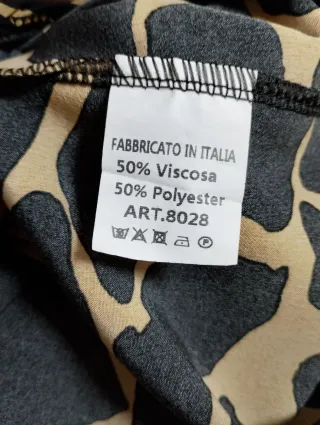 FABBRICATO IN ITALIA
50% Viscosa
50% Polyester
ART.8028